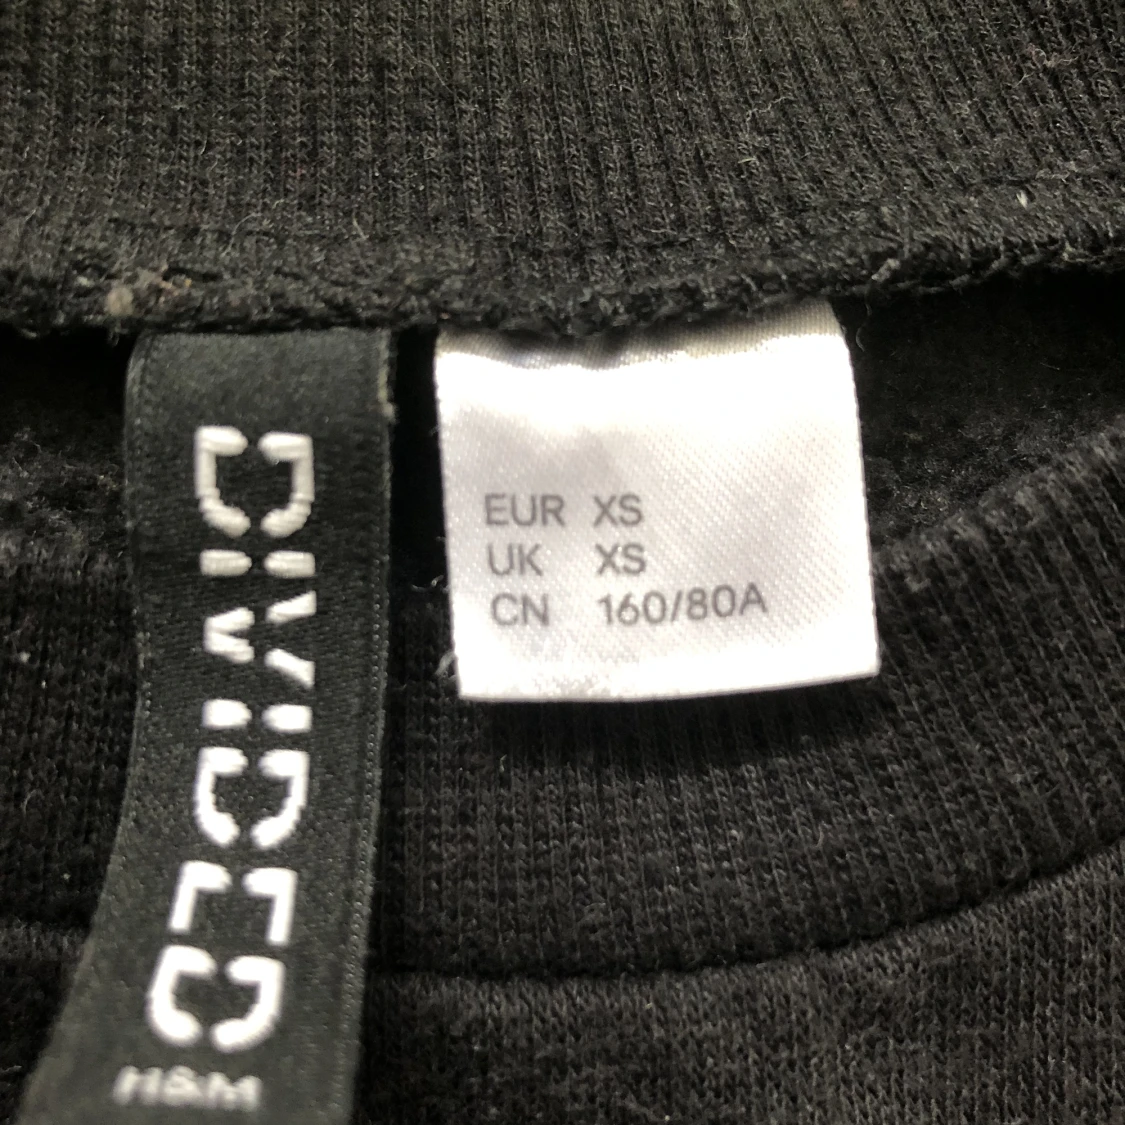 DIVIDED
H&M
EUR XS
UK XS
CN 160/80A